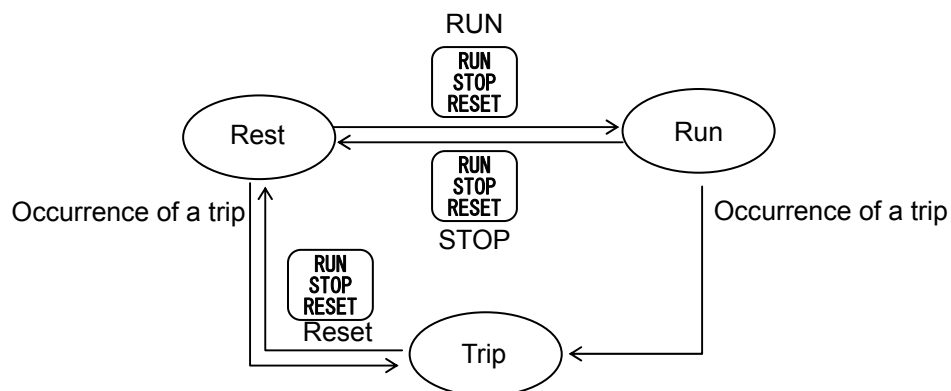 RUN
RUN
STOP
RESET
Rest
Run
RUN
STOP
RESET
STOP
Occurrence of a trip
Occurrence of a trip
RUN
STOP
RESET
Reset
Trip